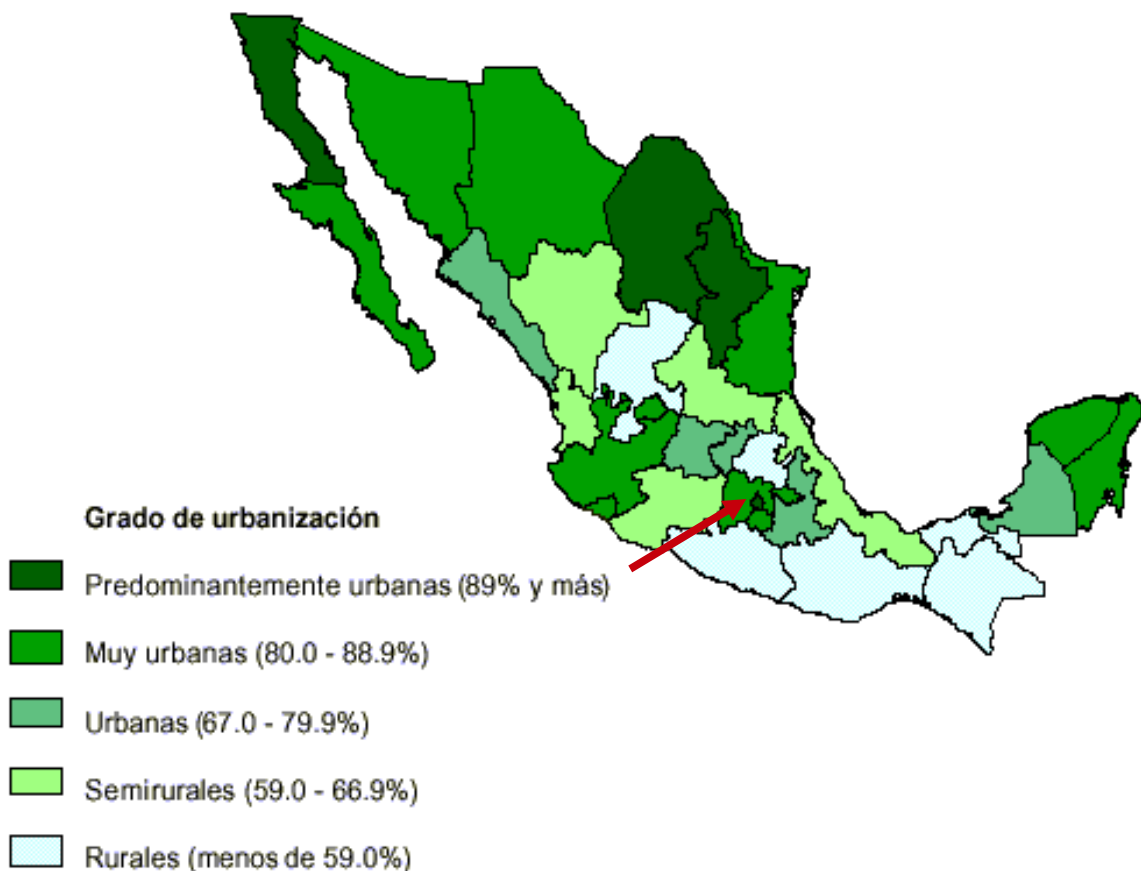 Grado de urbanización
Predominantemente urbanas (89% y más)
Muy urbanas (80.0 - 88.9%)
Urbanas (67.0 - 79.9%)
Semirurales (59.0 - 66.9%)
Rurales (menos de 59.0%)